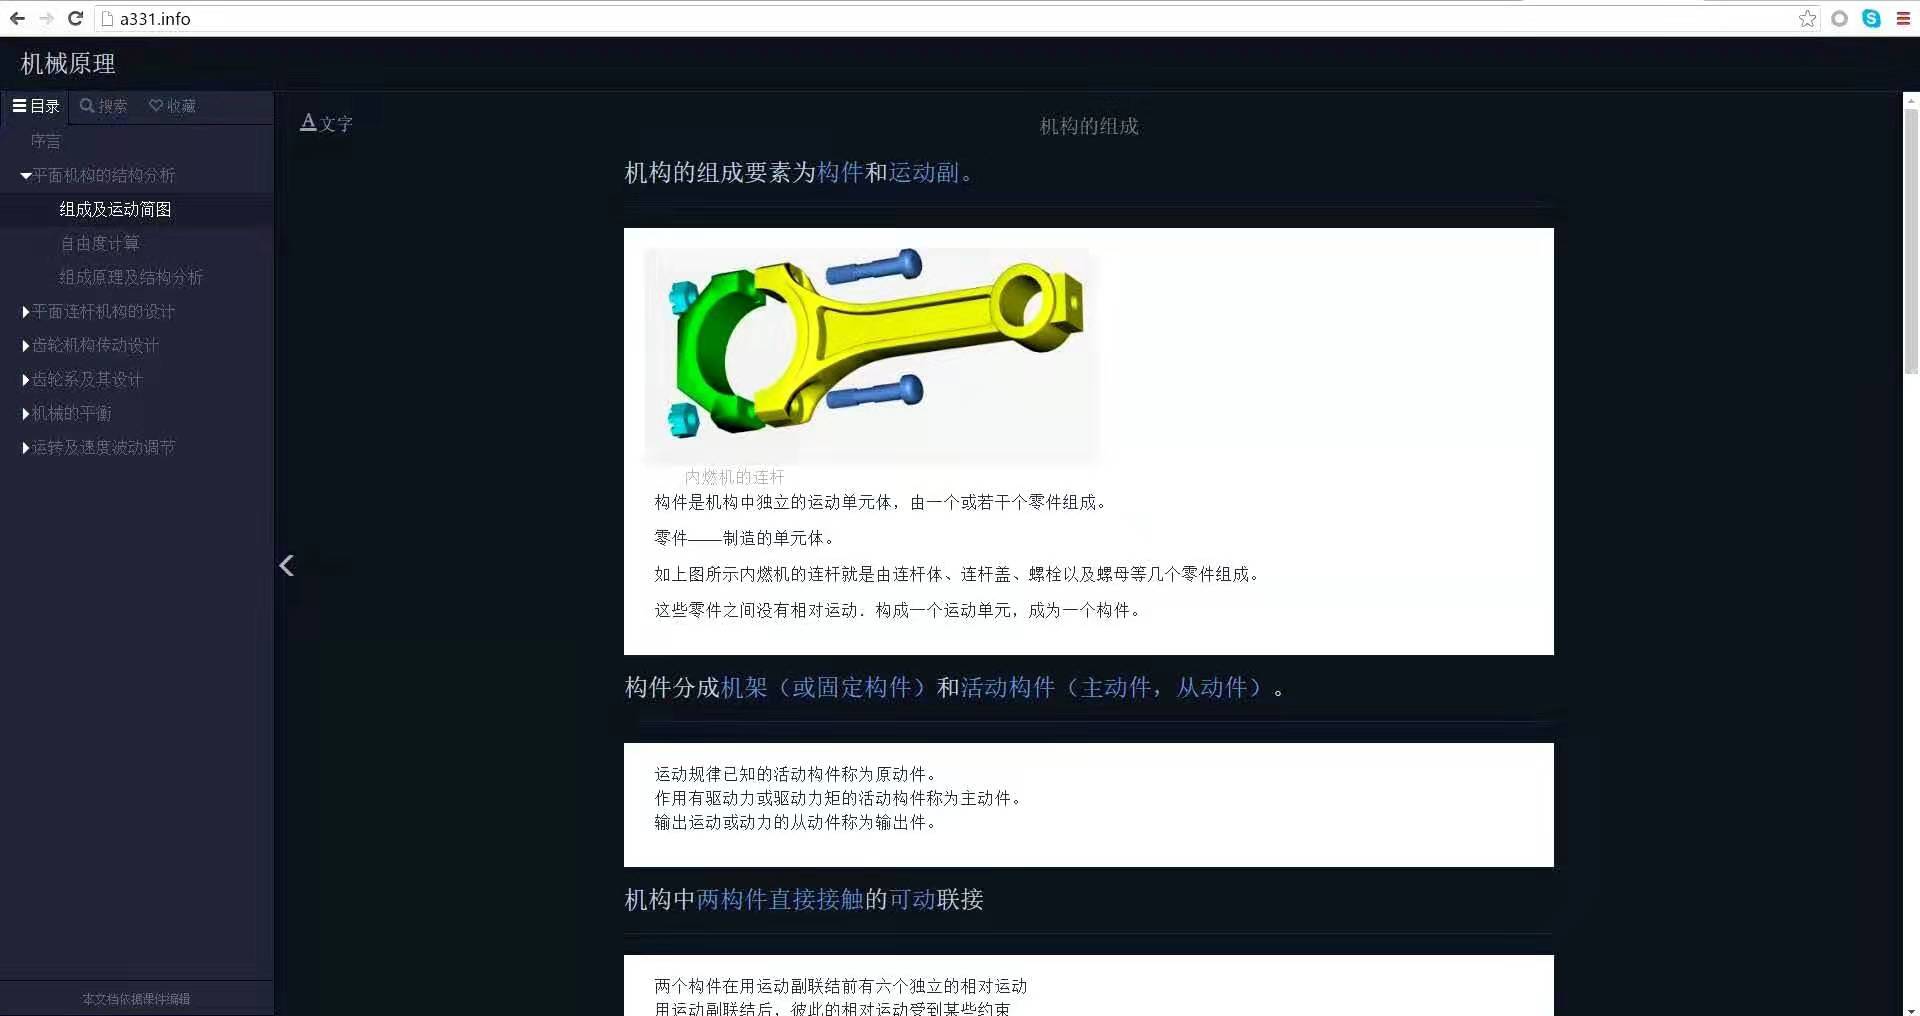 a331.info
机械原理
目录 搜索 收藏
序言
平面机构的结构分析
组成及运动简图
自由度计算
组成原理及结构分析
平面连杆机构的设计
齿轮机构传动设计
齿轮系及其设计
机械的平衡
运转及速度波动调节
本文档依据课件编辑
A 文字
机构的组成
机构的组成要素为构件和运动副。
内燃机的连杆
构件是机构中独立的运动单元体，由一个或若干个零件组成。
零件——制造的单元体。
如上图所示内燃机的连杆就是由连杆体、连杆盖、螺栓以及螺母等几个零件组成。
这些零件之间没有相对运动．构成一个运动单元，成为一个构件。
构件分成机架（或固定构件）和活动构件（主动件，从动件）。
运动规律已知的活动构件称为原动件。
作用有驱动力或驱动力矩的活动构件称为主动件。
输出运动或动力的从动件称为输出件。
机构中两构件直接接触的可动联接
两个构件在用运动副联结前有六个独立的相对运动
用运动副联结后，彼此的相对运动受到某些约束